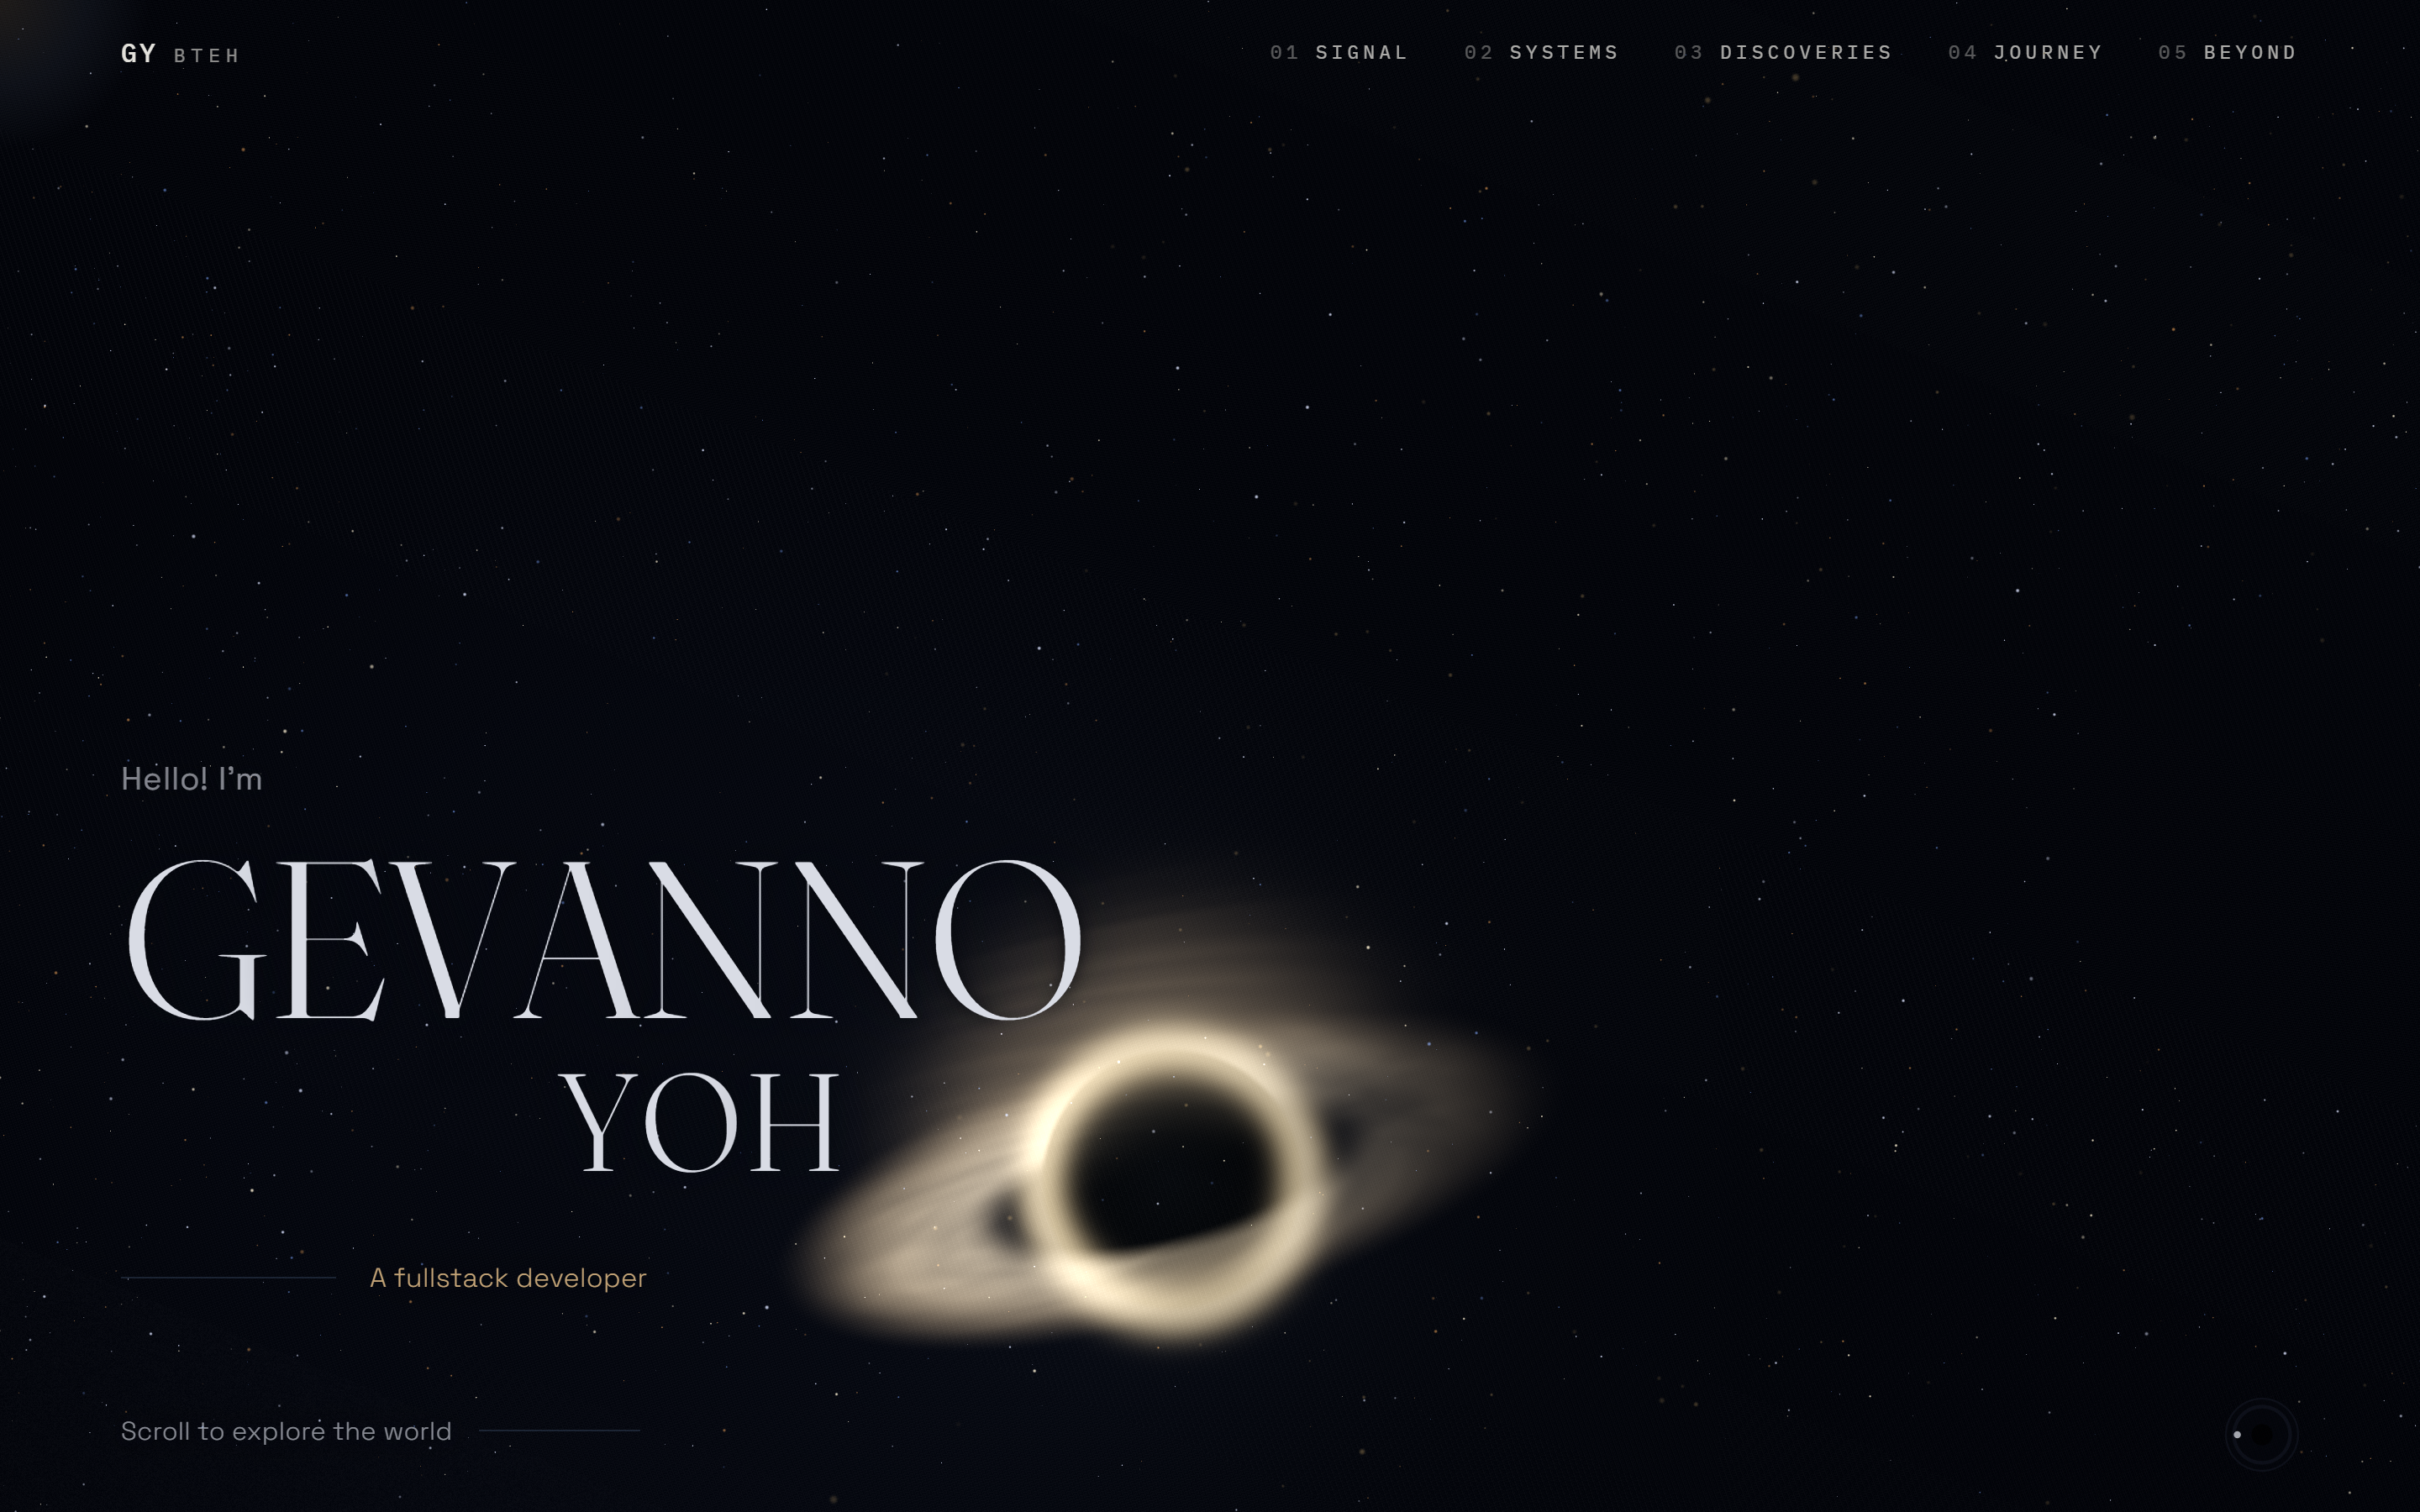 GY BTEH
01 SIGNAL 02 SYSTEMS 03 DISCOVERIES 04 JOURNEY 05 BEYOND
Hello! I'm
GEVANNO
YOH
A fullstack developer
Scroll to explore the world